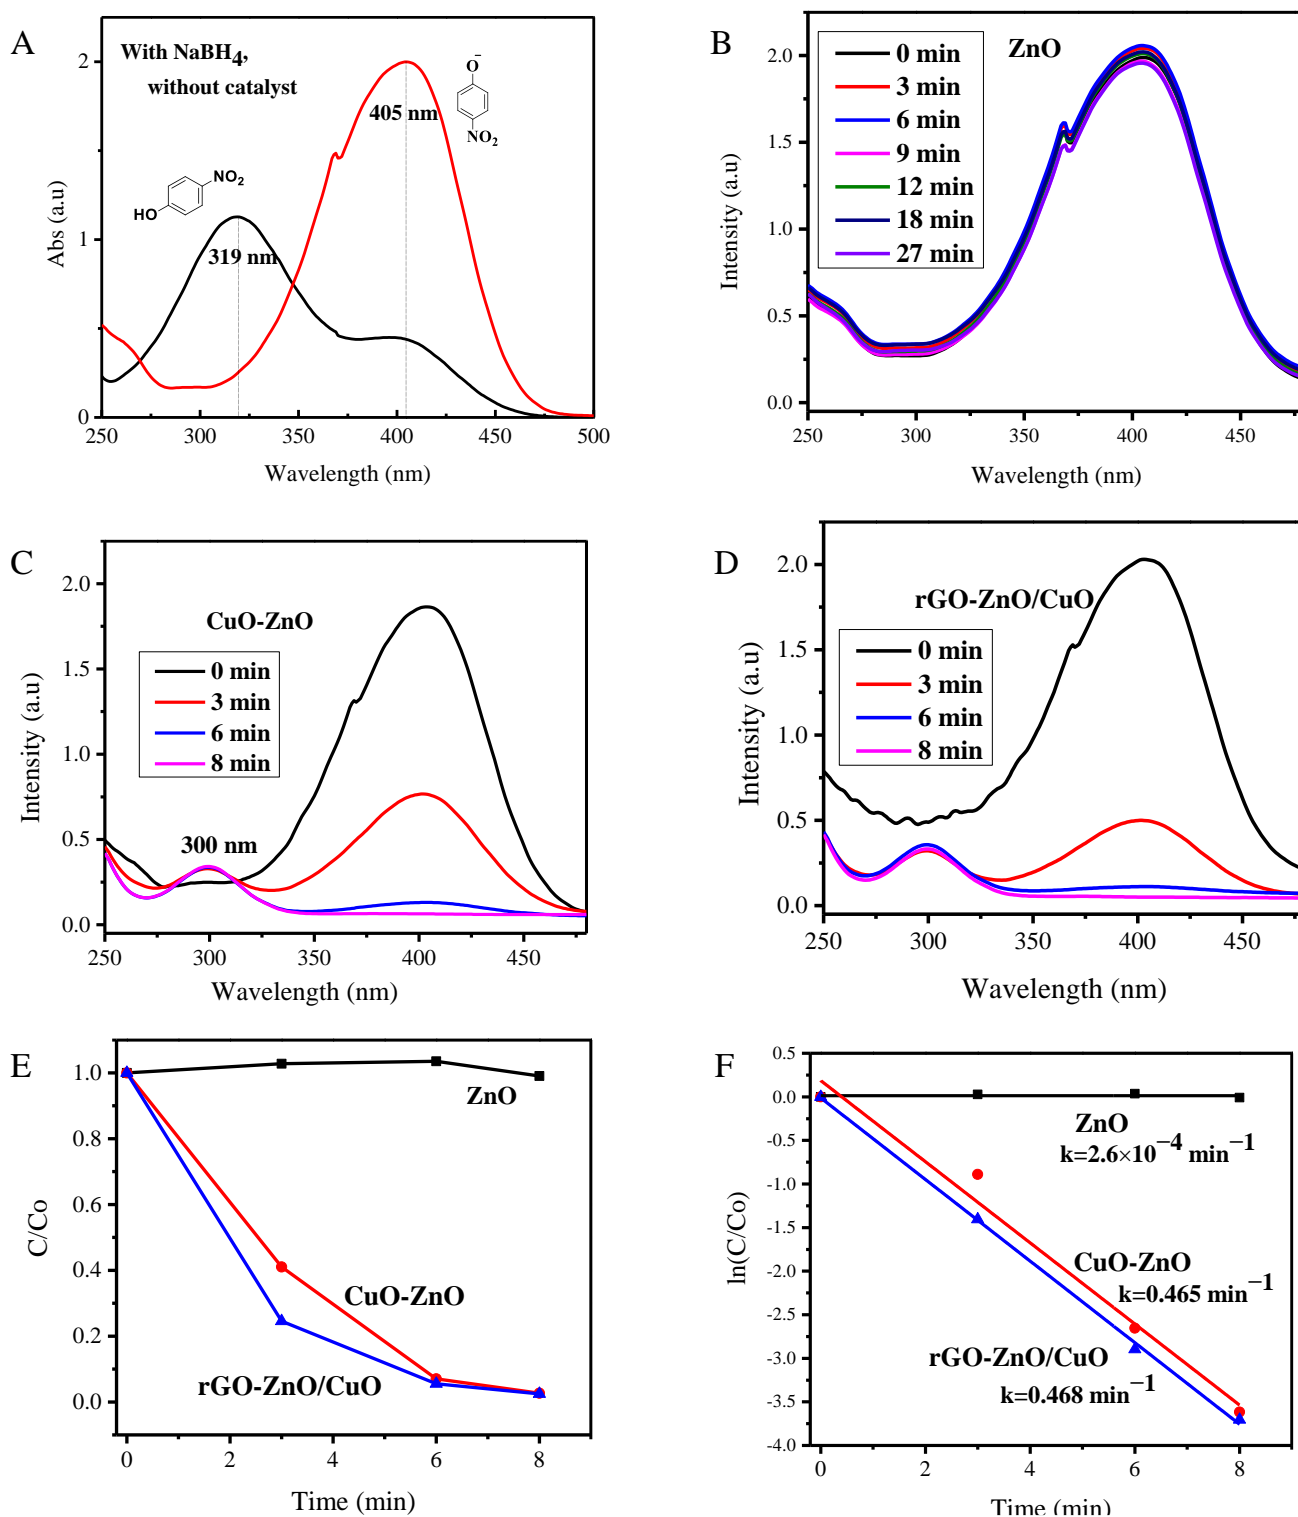 A
With NaBH4,
without catalyst
O⁻
NO2
405 nm
NO2
HO
319 nm
Abs (a.u)
2
1
0
250 300 350 400 450 500
Wavelength (nm)
B
ZnO
0 min
3 min
6 min
9 min
12 min
18 min
27 min
Intensity (a.u)
2.0
1.5
1.0
0.5
0.0
250 300 350 400 450
Wavelength (nm)
C
CuO-ZnO
0 min
3 min
6 min
8 min
300 nm
Intensity (a.u)
2.0
1.5
1.0
0.5
0.0
250 300 350 400 450
Wavelength (nm)
D
rGO-ZnO/CuO
0 min
3 min
6 min
8 min
Intensity (a.u)
2.0
1.5
1.0
0.5
0.0
250 300 350 400 450
Wavelength (nm)
E
ZnO
CuO-ZnO
rGO-ZnO/CuO
C/Co
1.0
0.8
0.6
0.4
0.2
0.0
0 2 4 6 8
Time (min)
F
ZnO
k=2.6×10⁻⁴ min⁻¹
CuO-ZnO
k=0.465 min⁻¹
rGO-ZnO/CuO
k=0.468 min⁻¹
ln(C/Co)
0.5
0.0
-0.5
-1.0
-1.5
-2.0
-2.5
-3.0
-3.5
-4.0
0 2 4 6 8
Time (min)